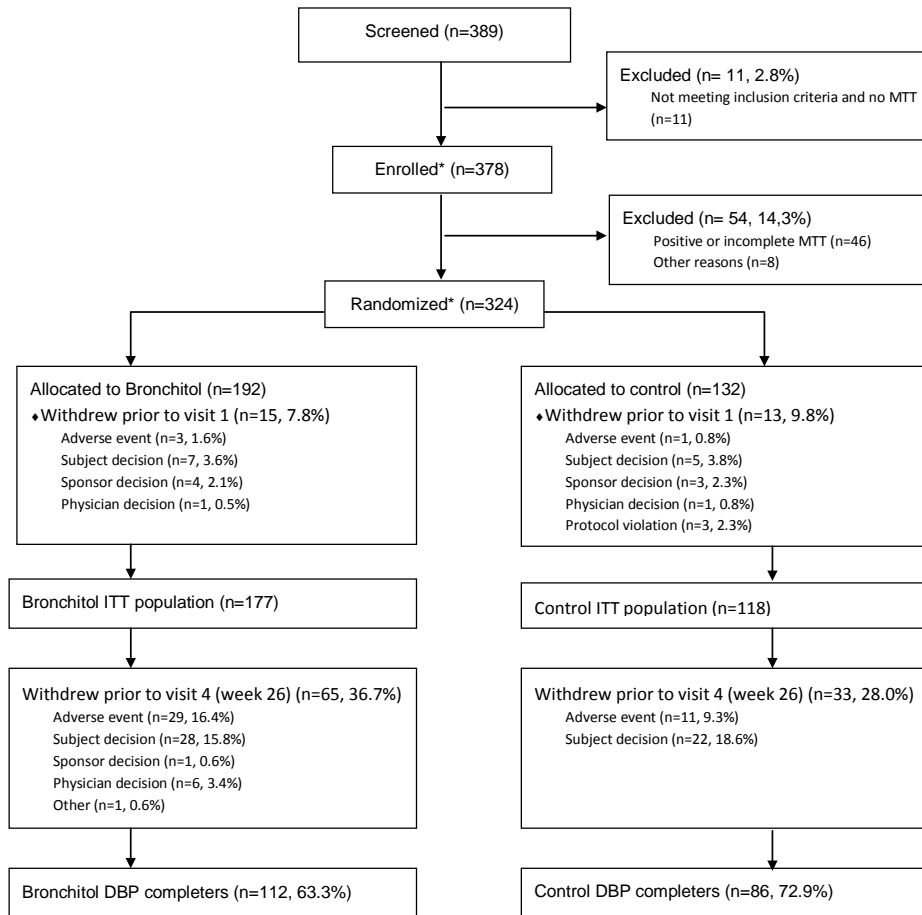 Screened (n=389)
Excluded (n= 11, 2.8%)
Not meeting inclusion criteria and no MTT
(n=11)
Enrolled* (n=378)
Excluded (n= 54, 14,3%)
Positive or incomplete MTT (n=46)
Other reasons (n=8)
Randomized* (n=324)
Allocated to Bronchitol (n=192)
♦Withdrew prior to visit 1 (n=15, 7.8%)
Adverse event (n=3, 1.6%)
Subject decision (n=7, 3.6%)
Sponsor decision (n=4, 2.1%)
Physician decision (n=1, 0.5%)
Allocated to control (n=132)
♦Withdrew prior to visit 1 (n=13, 9.8%)
Adverse event (n=1, 0.8%)
Subject decision (n=5, 3.8%)
Sponsor decision (n=3, 2.3%)
Physician decision (n=1, 0.8%)
Protocol violation (n=3, 2.3%)
Bronchitol ITT population (n=177)
Control ITT population (n=118)
Withdrew prior to visit 4 (week 26) (n=65, 36.7%)
Adverse event (n=29, 16.4%)
Subject decision (n=28, 15.8%)
Sponsor decision (n=1, 0.6%)
Physician decision (n=6, 3.4%)
Other (n=1, 0.6%)
Withdrew prior to visit 4 (week 26) (n=33, 28.0%)
Adverse event (n=11, 9.3%)
Subject decision (n=22, 18.6%)
Bronchitol DBP completers (n=112, 63.3%)
Control DBP completers (n=86, 72.9%)